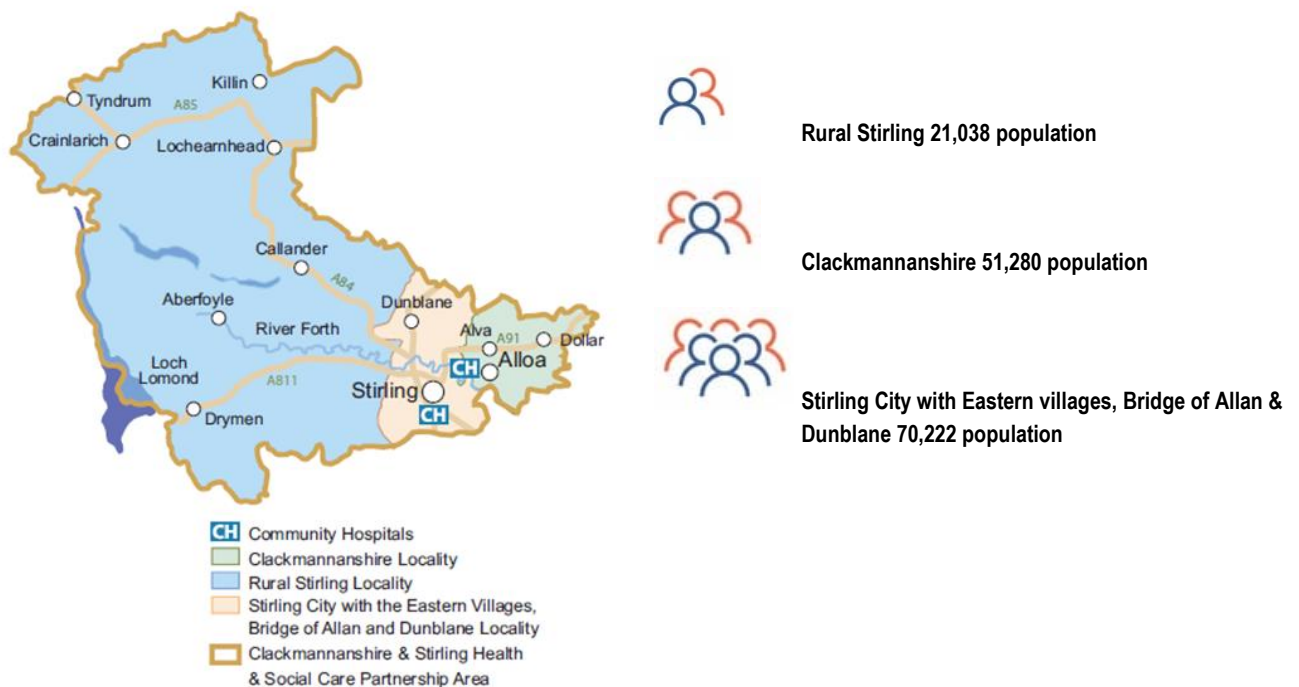 Killin
Tyndrum
A85
Crainlarich
Lochearnhead
Callander
A84
Aberfoyle
Dunblane
River Forth
Alva
A91
Dollar
Loch
Lomond
CH
Alloa
A811
Stirling
CH
Drymen
CH Community Hospitals
Clackmannanshire Locality
Rural Stirling Locality
Stirling City with the Eastern Villages,
Bridge of Allan and Dunblane Locality
Clackmannanshire & Stirling Health
& Social Care Partnership Area
Rural Stirling 21,038 population
Clackmannanshire 51,280 population
Stirling City with Eastern villages, Bridge of Allan &
Dunblane 70,222 population